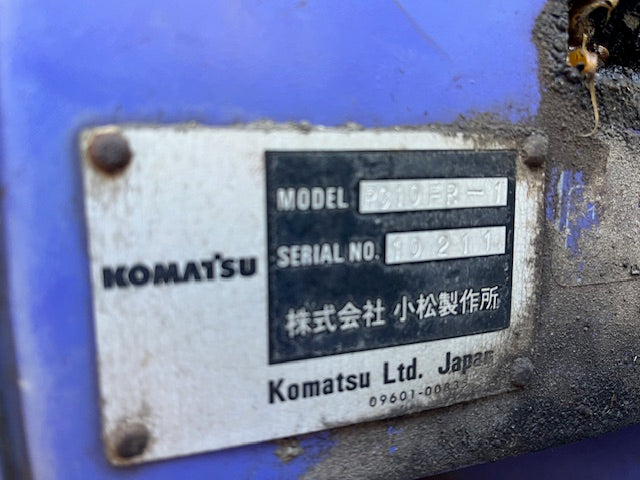 KOMATSU
MODEL PC10FR-1
SERIAL NO. 10211
株式会社 小松製作所
Komatsu Ltd. Japan